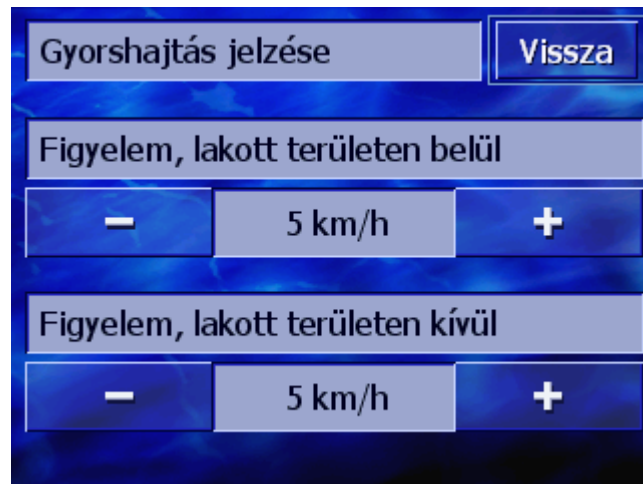 Gyorshajtás jelzése Vissza
Figyelem, lakott területen belül
− 5 km/h +
Figyelem, lakott területen kívül
− 5 km/h +